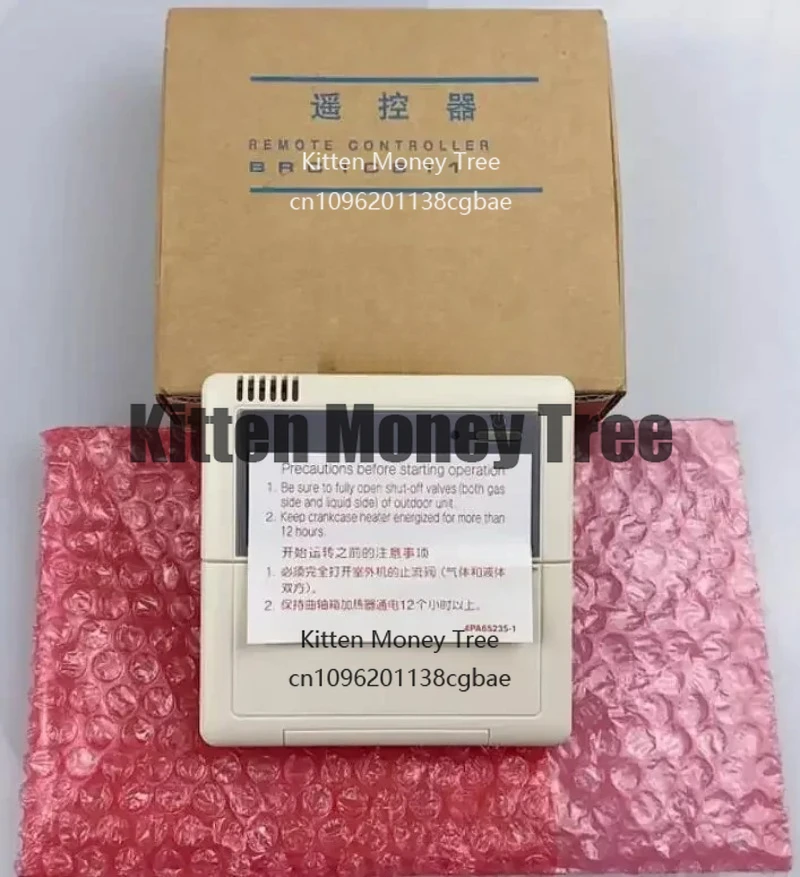 遥控器
REMOTE CONTROLLER
Kitten Money Tree
cn1096201138cgbae
Kitten Money Tree
Precautions before starting operation
1. Be sure to fully open shut-off valves (both gas
side and liquid side) of outdoor unit.
2. Keep crankcase heater energized for more than
12 hours.
开始运转之前的注意事项
1. 必须完全打开室外机的止流阀（气体和液体
双方）。
2. 保持曲轴箱加热器通电12个小时以上。
4PA65235-1
Kitten Money Tree
cn1096201138cgbae